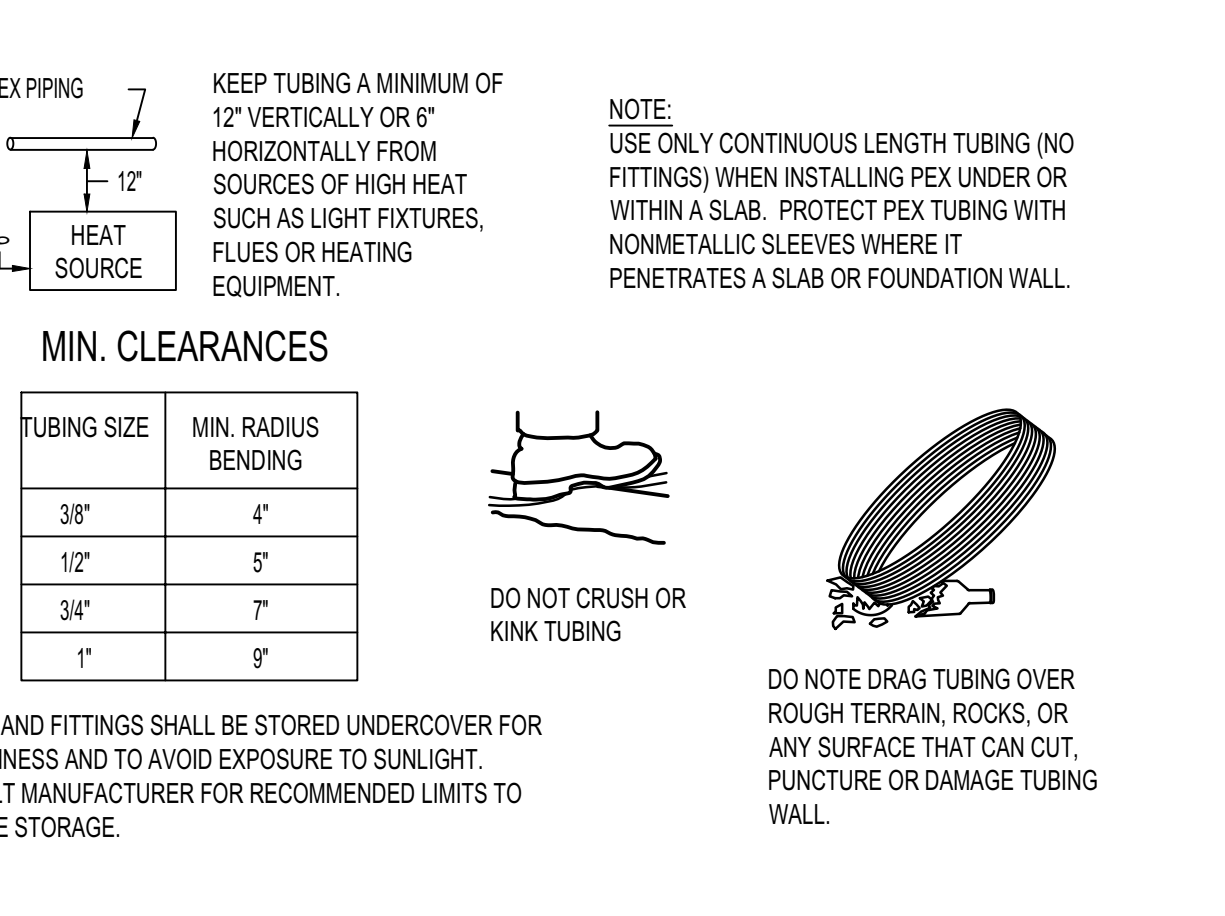 EX PIPING
12"
HEAT
SOURCE
KEEP TUBING A MINIMUM OF
12" VERTICALLY OR 6"
HORIZONTALLY FROM
SOURCES OF HIGH HEAT
SUCH AS LIGHT FIXTURES,
FLUES OR HEATING
EQUIPMENT.
NOTE:
USE ONLY CONTINUOUS LENGTH TUBING (NO
FITTINGS) WHEN INSTALLING PEX UNDER OR
WITHIN A SLAB. PROTECT PEX TUBING WITH
NONMETALLIC SLEEVES WHERE IT
PENETRATES A SLAB OR FOUNDATION WALL.
MIN. CLEARANCES
TUBING SIZE
MIN. RADIUS
BENDING
3/8" 4"
1/2" 5"
3/4" 7"
1" 9"
DO NOT CRUSH OR
KINK TUBING
DO NOTE DRAG TUBING OVER
ROUGH TERRAIN, ROCKS, OR
ANY SURFACE THAT CAN CUT,
PUNCTURE OR DAMAGE TUBING
WALL.
AND FITTINGS SHALL BE STORED UNDERCOVER FOR
INESS AND TO AVOID EXPOSURE TO SUNLIGHT.
LT MANUFACTURER FOR RECOMMENDED LIMITS TO
E STORAGE.